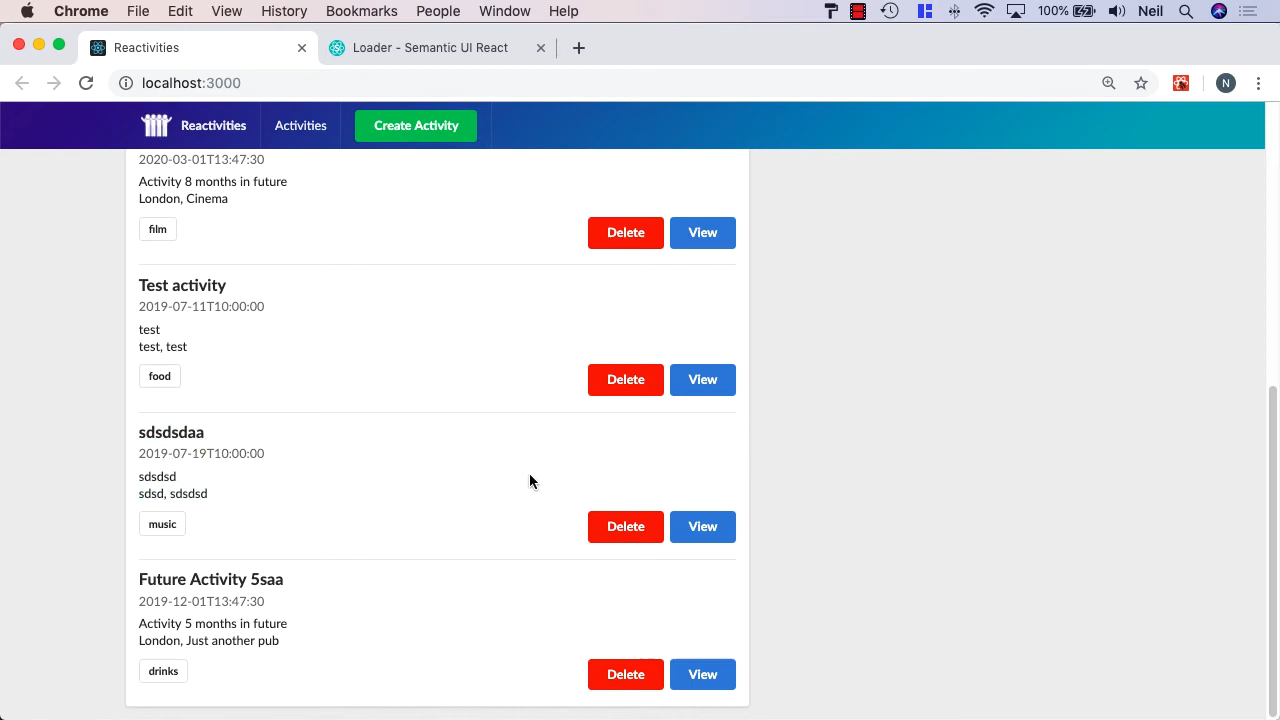 Chrome File Edit View History Bookmarks People Window Help 100% Neil
Reactivities Loader - Semantic UI React
localhost:3000 N
Reactivities Activities Create Activity
2020-03-01T13:47:30
Activity 8 months in future
London, Cinema
film Delete View
Test activity
2019-07-11T10:00:00
test
test, test
food Delete View
sdsdsdaa
2019-07-19T10:00:00
sdsdsd
sdsd, sdsdsd
music Delete View
Future Activity 5saa
2019-12-01T13:47:30
Activity 5 months in future
London, Just another pub
drinks Delete View